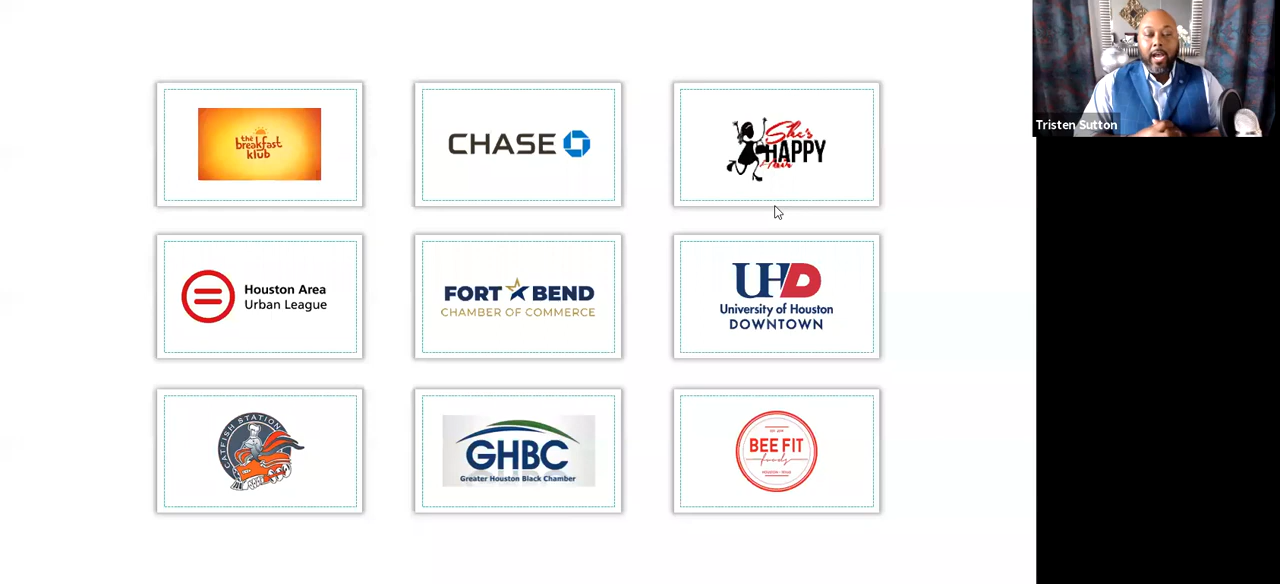 the
breakfast
klub
CHASE
She's
HAPPY
Hair
Tristen Sutton
Houston Area
Urban League
FORT BEND
CHAMBER OF COMMERCE
UHD
University of Houston
DOWNTOWN
CATFISH STATION
GHBC
Greater Houston Black Chamber
BEE FIT